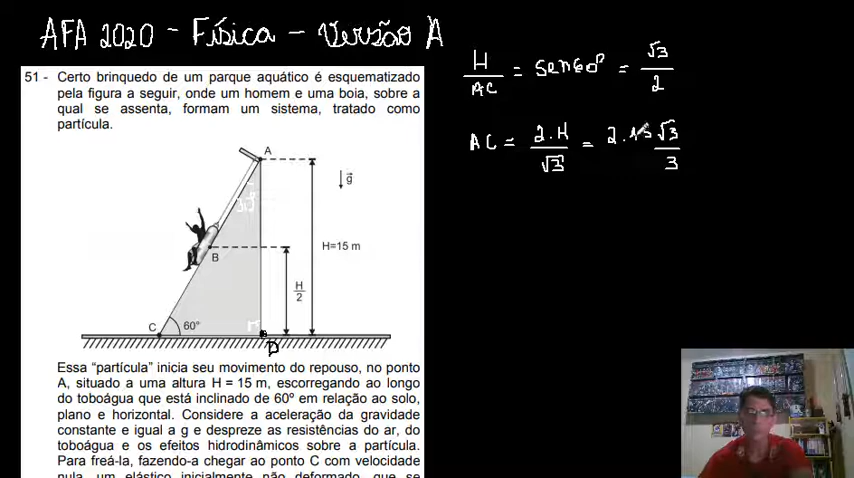 AFA 2020 - Física - Versão A
51 - Certo brinquedo de um parque aquático é esquematizado
pela figura a seguir, onde um homem e uma boia, sobre a
qual se assenta, formam um sistema, tratado como
partícula.
A
30°
g
B
H=15 m
H/2
C
60°
D
Essa “partícula” inicia seu movimento do repouso, no ponto
A, situado a uma altura H = 15 m, escorregando ao longo
do toboágua que está inclinado de 60º em relação ao solo,
plano e horizontal. Considere a aceleração da gravidade
constante e igual a g e despreze as resistências do ar, do
toboágua e os efeitos hidrodinâmicos sobre a partícula.
Para freá-la, fazendo-a chegar ao ponto C com velocidade
nula, um elástico inicialmente não deformado, que se
H/AC = sen60° = √3/2
AC = 2.H/√3 = 2.15√3/3